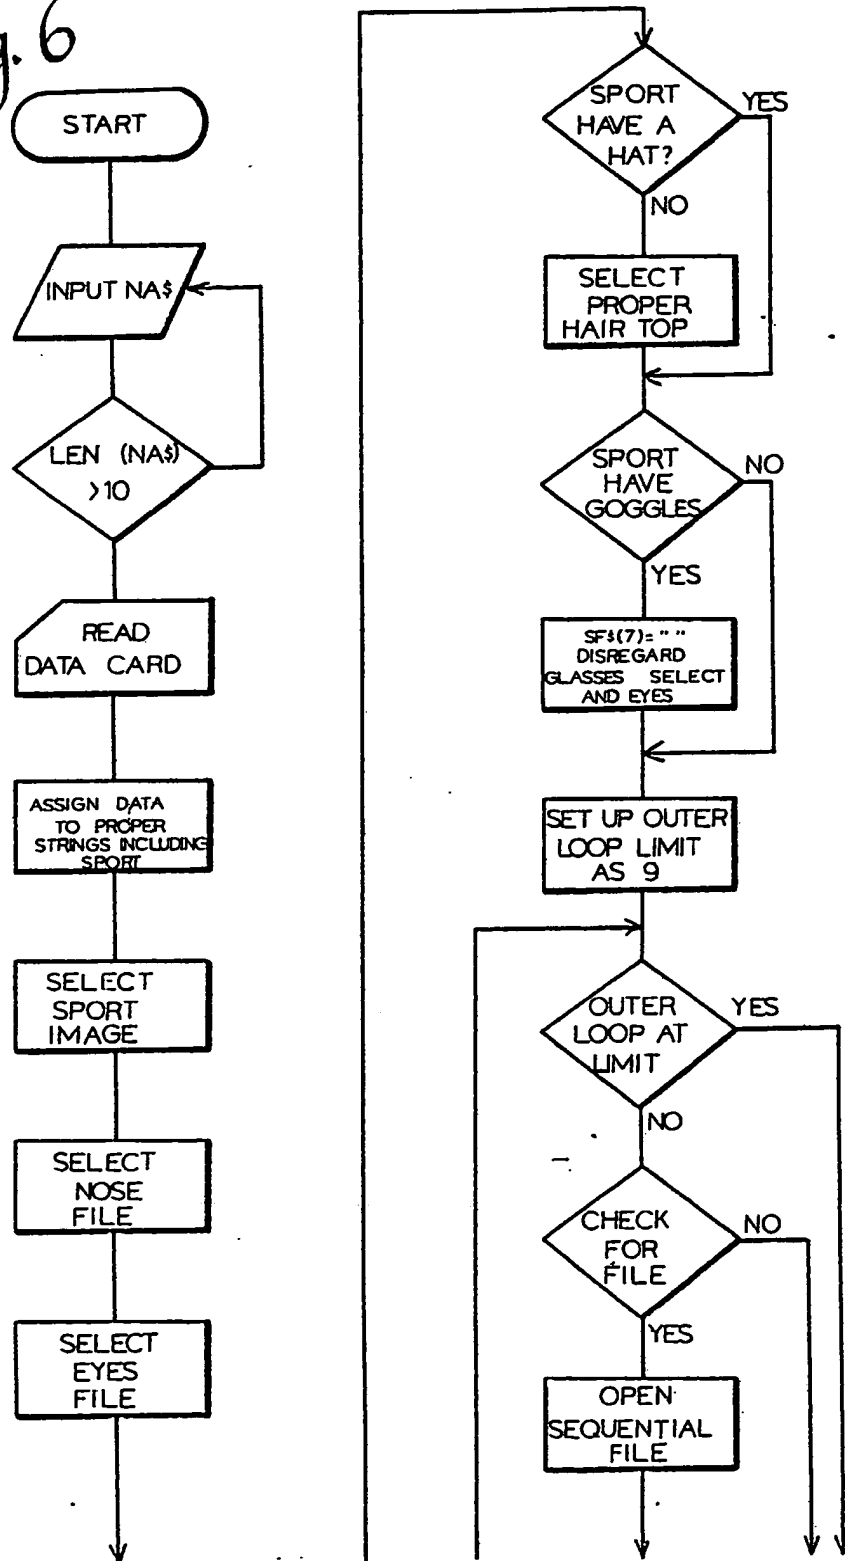 . 6
START
INPUT NA$
LEN (NA$)
>10
READ
DATA CARD
ASSIGN DATA
TO PROPER
STRINGS INCLUDING
SPORT
SELECT
SPORT
IMAGE
SELECT
NOSE
FILE
SELECT
EYES
FILE
SPORT
HAVE A
HAT?
YES
NO
SELECT
PROPER
HAIR TOP
SPORT
HAVE
GOGGLES
NO
YES
SF$(7)=" "
DISREGARD
GLASSES SELECT
AND EYES
SET UP OUTER
LOOP LIMIT
AS 9
OUTER
LOOP AT
LIMIT
YES
NO
CHECK
FOR
FILE
NO
YES
OPEN
SEQUENTIAL
FILE